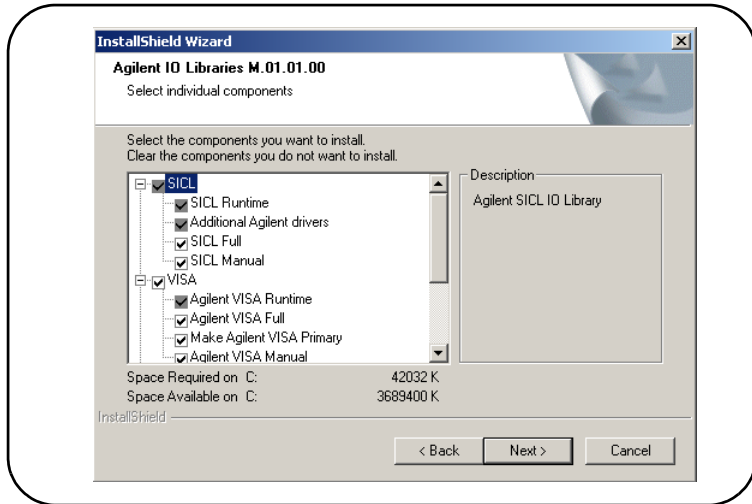 InstallShield Wizard
Agilent IO Libraries M.01.01.00
Select individual components
Select the components you want to install.
Clear the components you do not want to install.
SICL
SICL Runtime
Additional Agilent drivers
SICL Full
SICL Manual
VISA
Agilent VISA Runtime
Agilent VISA Full
Make Agilent VISA Primary
Agilent VISA Manual
Description
Agilent SICL IO Library
Space Required on C: 42032 K
Space Available on C: 3689400 K
InstallShield
< Back Next > Cancel